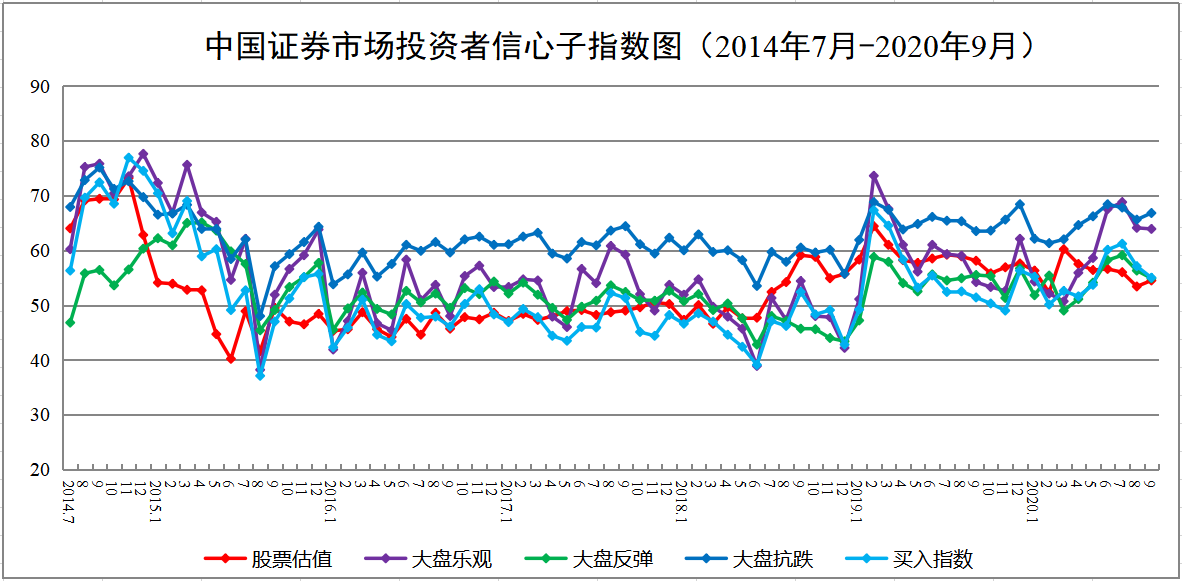 中国证券市场投资者信心子指数图（2014年7月-2020年9月）
90
80
70
60
50
40
30
20
2014.7 8 9 10 11 12 2015.1 2 3 4 5 6 7 8 9 10 11 12 2016.1 2 3 4 5 6 7 8 9 10 11 12 2017.1 2 3 4 5 6 7 8 9 10 11 12 2018.1 2 3 4 5 6 7 8 9 10 11 12 2019.1 2 3 4 5 6 7 8 9 10 11 12 2020.1 2 3 4 5 6 7 8 9
股票估值 大盘乐观 大盘反弹 大盘抗跌 买入指数